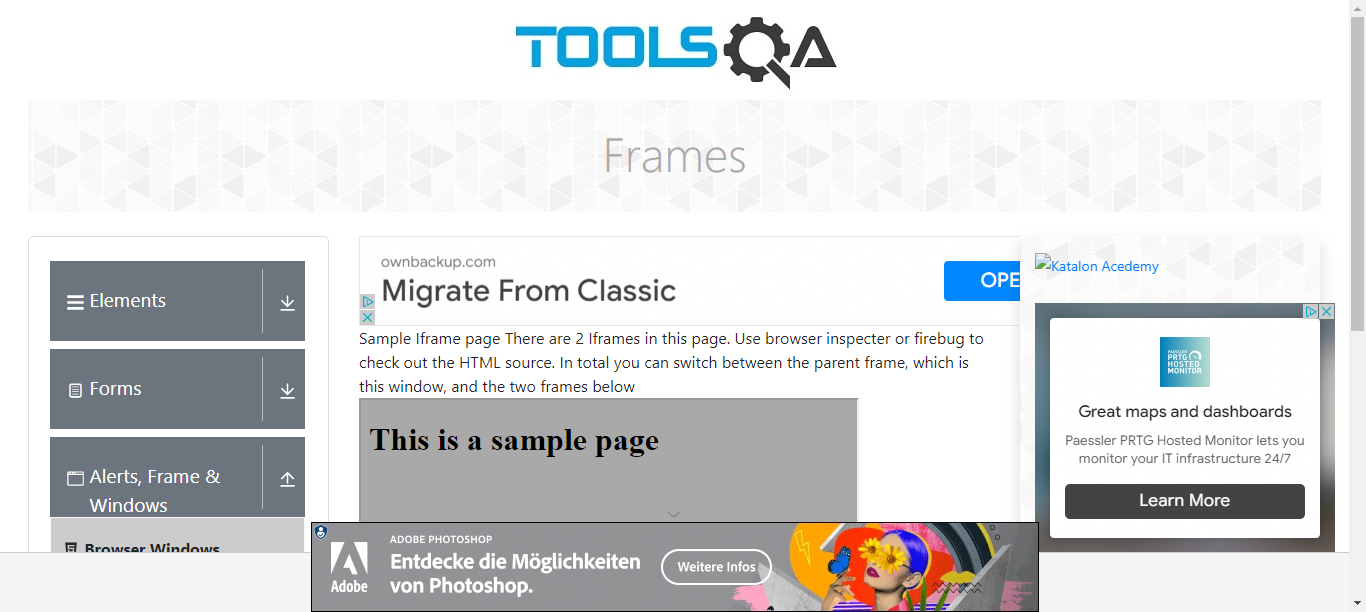 TOOLSQA
Frames
Elements
Forms
Alerts, Frame &
Windows
Browser Windows
ownbackup.com
Migrate From Classic
OPE
Sample Iframe page There are 2 Iframes in this page. Use browser inspector or firebug to
check out the HTML source. In total you can switch between the parent frame, which is
this window, and the two frames below
This is a sample page
Katalon Acedemy
PAESSLER
PRTG
HOSTED
MONITOR
Great maps and dashboards
Paessler PRTG Hosted Monitor lets you
monitor your IT infrastructure 24/7
Learn More
Adobe
ADOBE PHOTOSHOP
Entdecke die Möglichkeiten
von Photoshop.
Weitere Infos